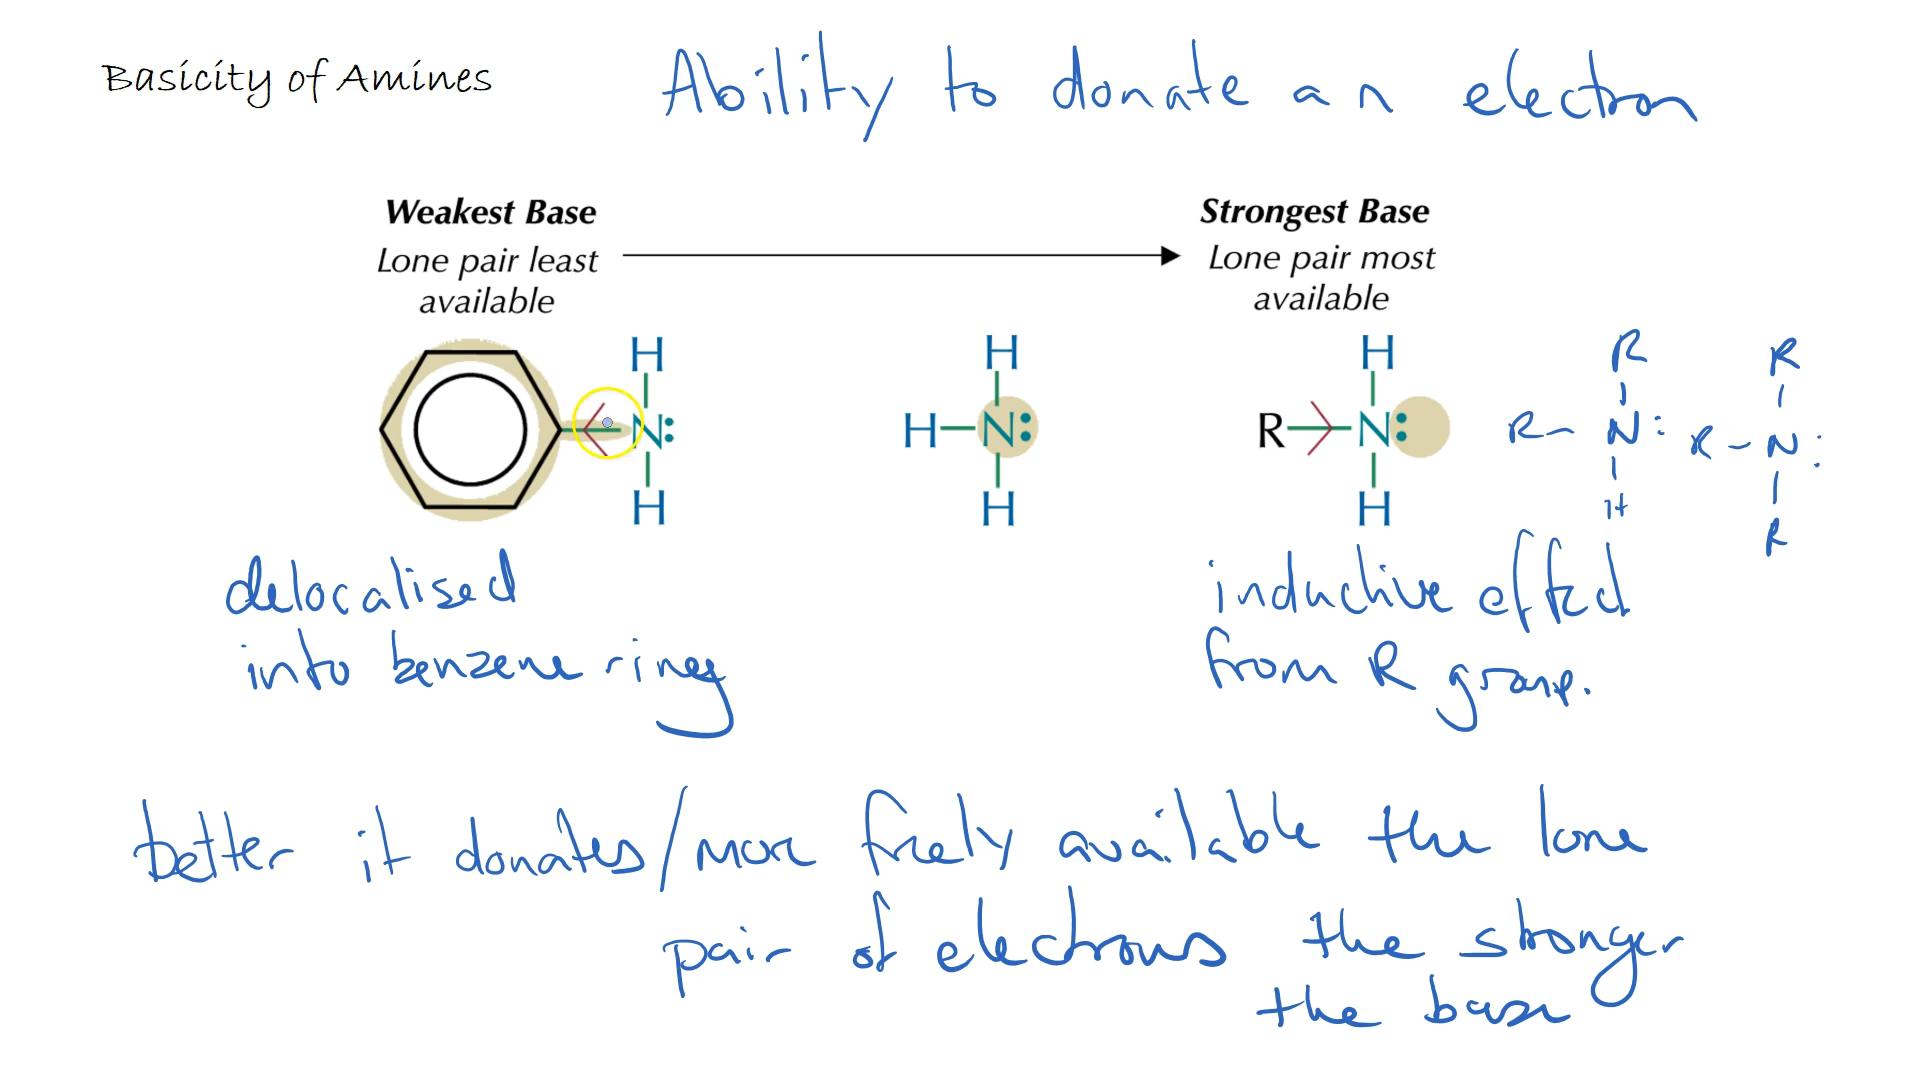 Basicity of Amines
Ability to donate an electron
Weakest Base
Lone pair least
available
Strongest Base
Lone pair most
available
H
N:
H
H
H-N:
H
H
R-N:
H
R
R-N:
H
R
R-N:
R
delocalised
into benzene ring
inductive effect
from R group.
better it donates/more freely available the lone
pair of electrons the stronger
the base